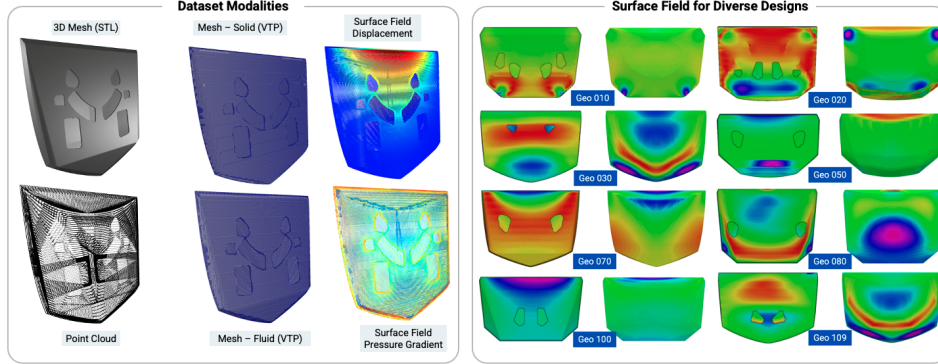 Dataset Modalities
3D Mesh (STL)
Mesh – Solid (VTP)
Surface Field
Displacement
Point Cloud
Mesh – Fluid (VTP)
Surface Field
Pressure Gradient
Surface Field for Diverse Designs
Geo 010
Geo 020
Geo 030
Geo 050
Geo 070
Geo 080
Geo 100
Geo 109